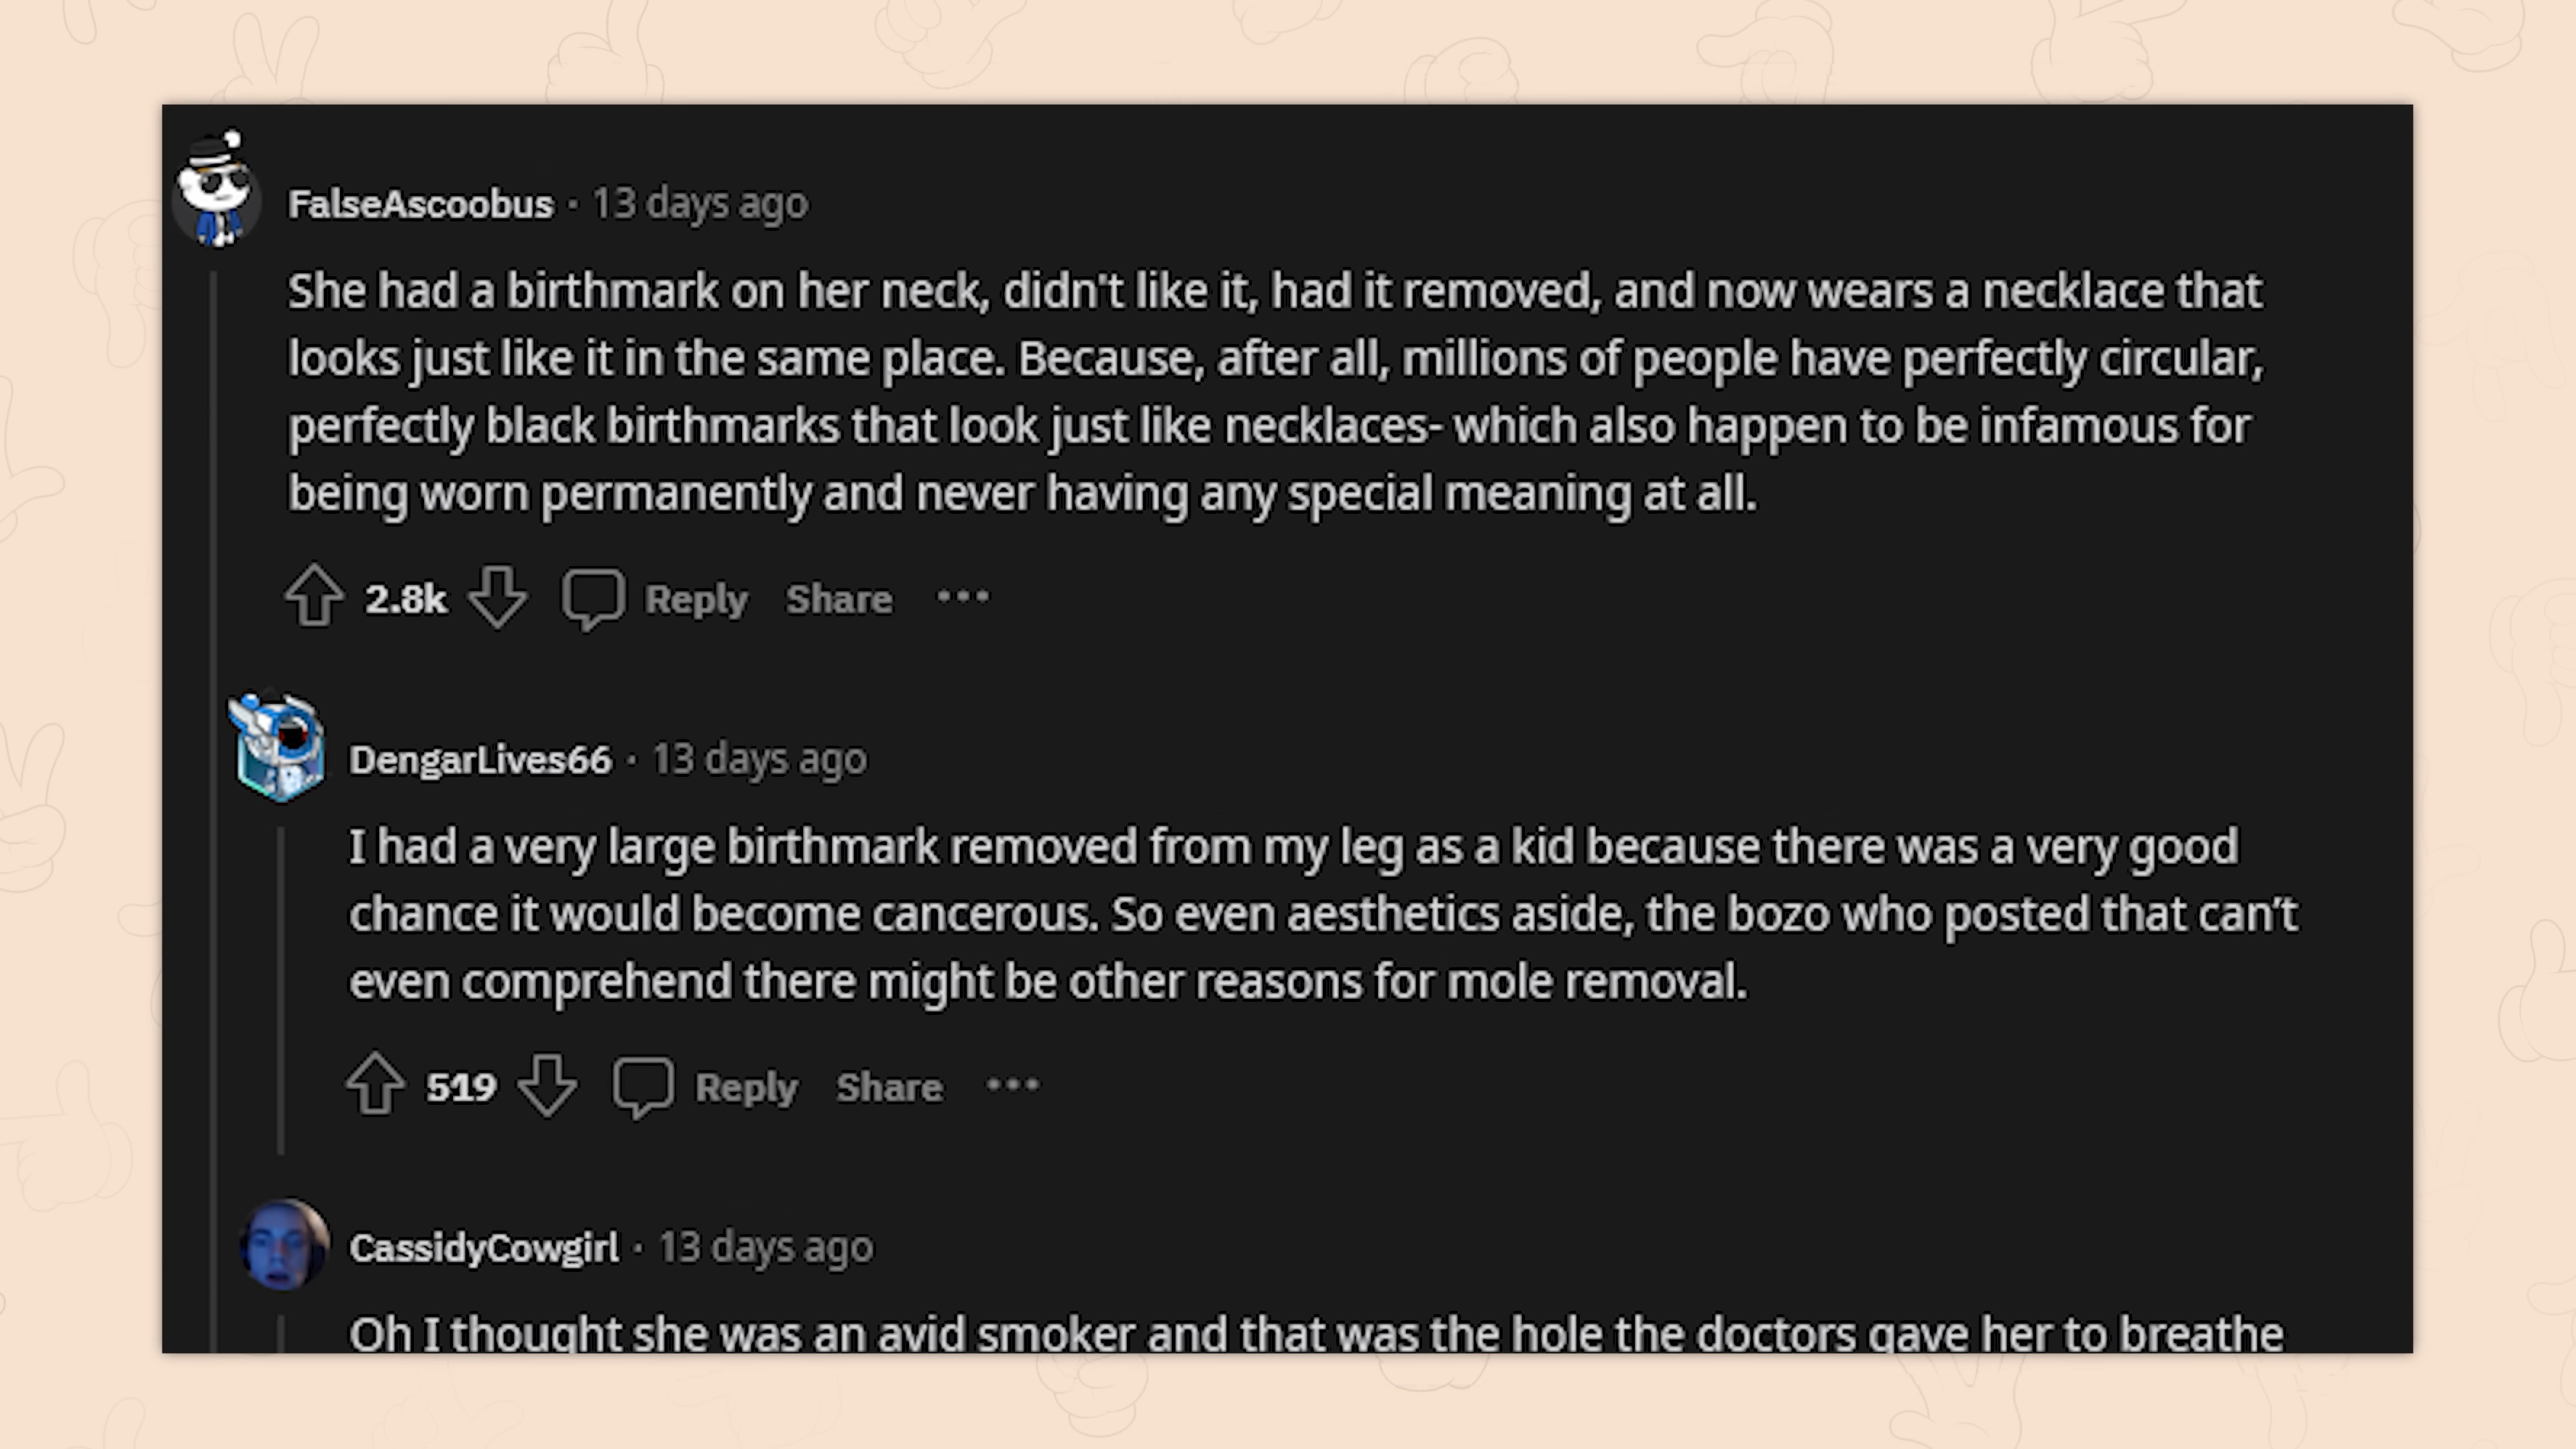 FalseAscoobus · 13 days ago
She had a birthmark on her neck, didn't like it, had it removed, and now wears a necklace that
looks just like it in the same place. Because, after all, millions of people have perfectly circular,
perfectly black birthmarks that look just like necklaces- which also happen to be infamous for
being worn permanently and never having any special meaning at all.
2.8k Reply Share ···
DengarLives66 · 13 days ago
I had a very large birthmark removed from my leg as a kid because there was a very good
chance it would become cancerous. So even aesthetics aside, the bozo who posted that can’t
even comprehend there might be other reasons for mole removal.
519 Reply Share ···
CassidyCowgirl · 13 days ago
Oh I thought she was an avid smoker and that was the hole the doctors gave her to breathe